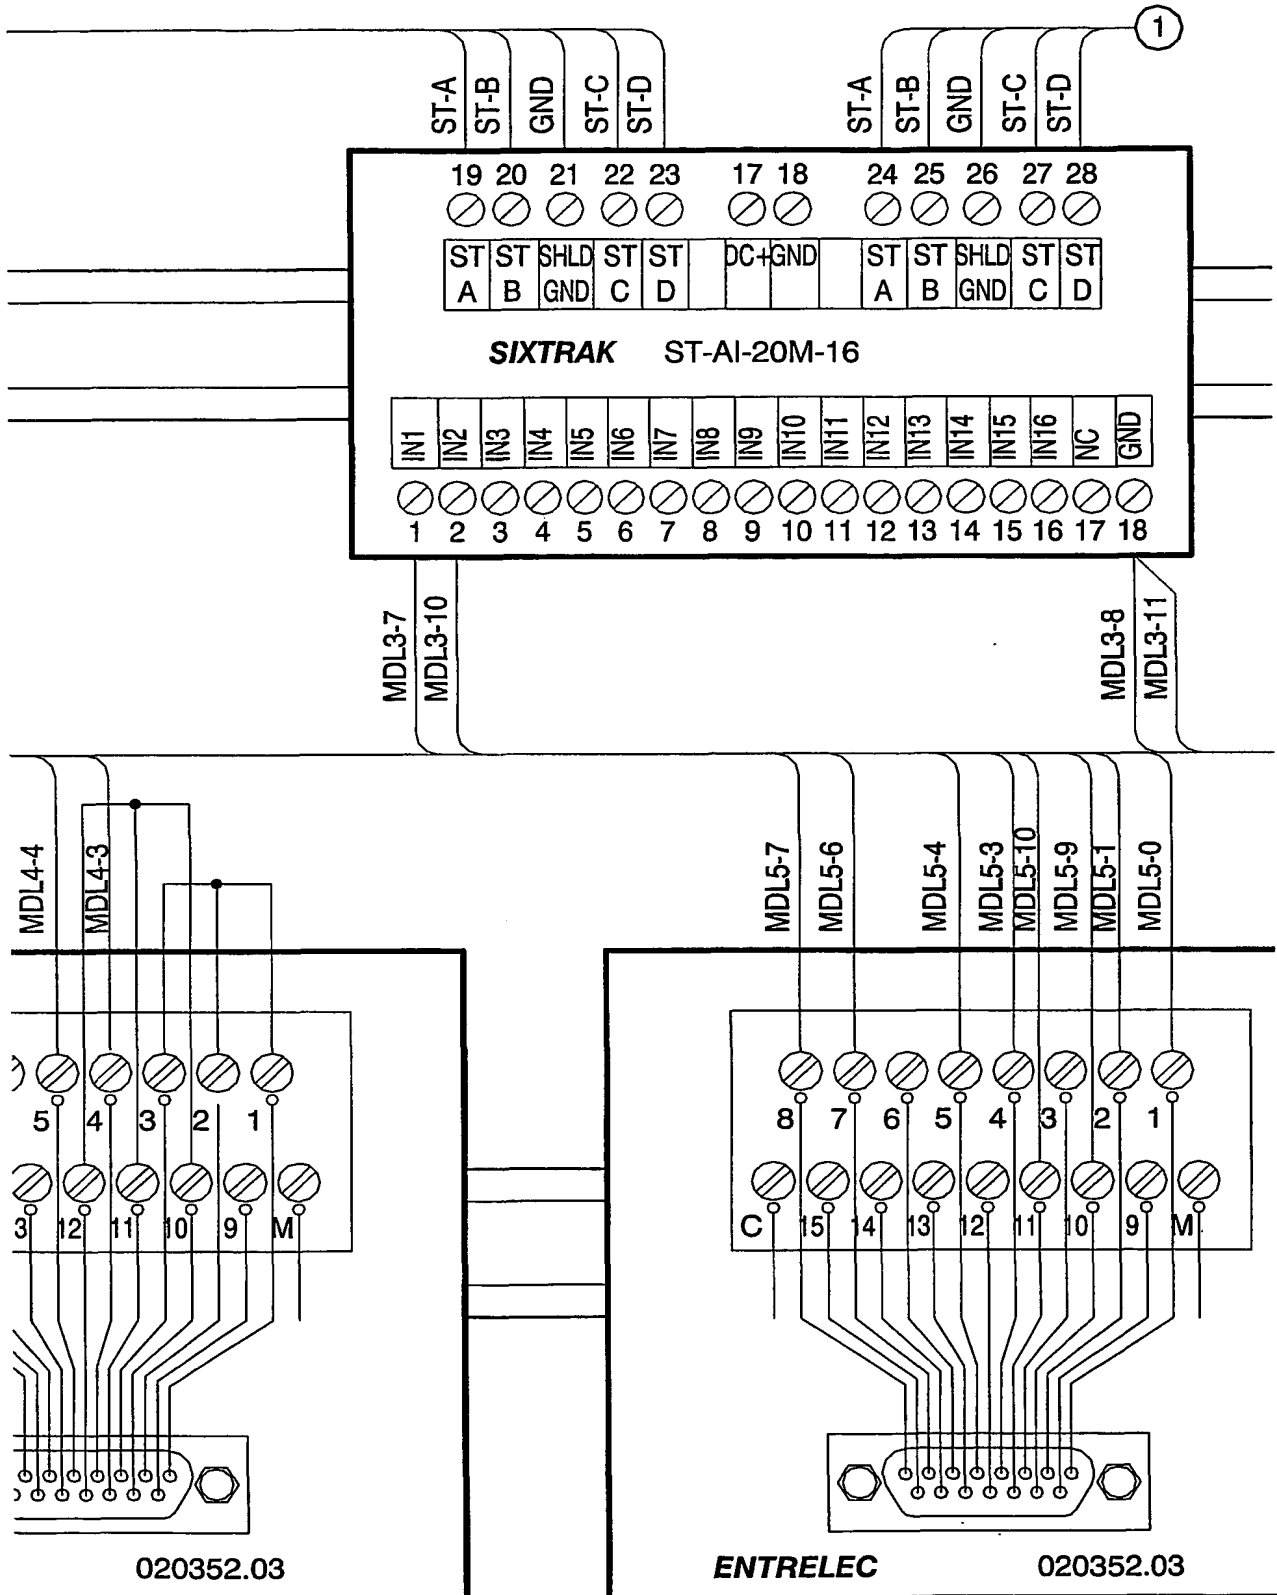 1
ST-A ST-B GND ST-C ST-D ST-A ST-B GND ST-C ST-D
19 20 21 22 23 17 18 24 25 26 27 28
ST ST SHLD ST ST DC+ GND ST ST SHLD ST ST
A B GND C D A B GND C D
SIXTRAK ST-AI-20M-16
IN1 IN2 IN3 IN4 IN5 IN6 IN7 IN8 IN9 IN10 IN11 IN12 IN13 IN14 IN15 IN16 NC GND
1 2 3 4 5 6 7 8 9 10 11 12 13 14 15 16 17 18
MDL3-7 MDL3-10 MDL3-8 MDL3-11
MDL4-4 MDL4-3 MDL5-7 MDL5-6 MDL5-4 MDL5-3 MDL5-10 MDL5-9 MDL5-1 MDL5-0
5 4 3 2 1 8 7 6 5 4 3 2 1
3 12 11 10 9 M C 15 14 13 12 11 10 9 M
020352.03 ENTRELEC 020352.03